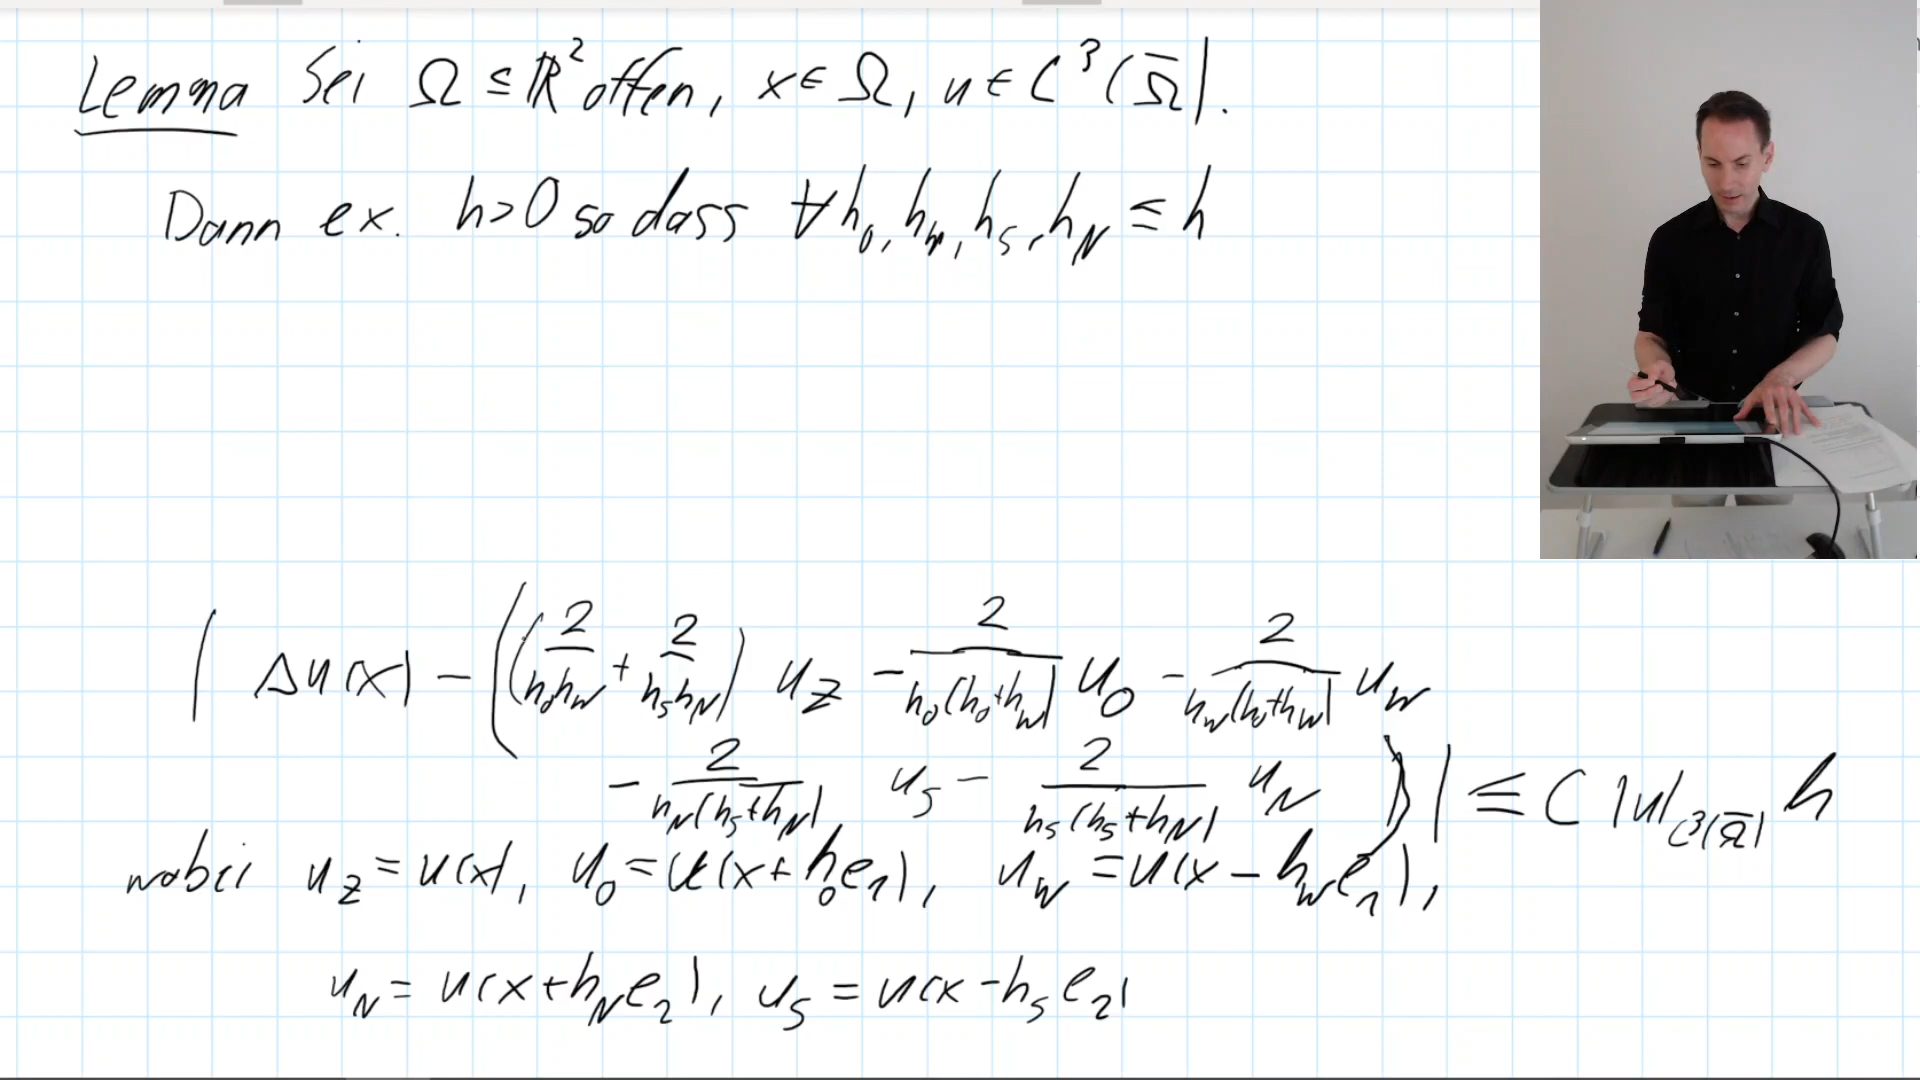 Lemma Sei Ω ⊆ ℝ² offen, x ∈ Ω, u ∈ C³(Ω̅).
Dann ex. h>0 so dass ∀ h_o, h_w, h_s, h_N ≤ h
| Δu(x) − ((2/(h_o h_w) + 2/(h_s h_N)) u_Z − 2/(h_o(h_o+h_w)) u_O − 2/(h_w(h_o+h_w)) u_W
− 2/(h_N(h_s+h_N)) u_S − 2/(h_s(h_s+h_N)) u_N )| ≤ C |u|_{C³(Ω̅)} h
wobei u_Z = u(x), u_O = u(x+h_o e_1), u_W = u(x − h_w e_1),
u_N = u(x+h_N e_2), u_S = u(x−h_s e_2)